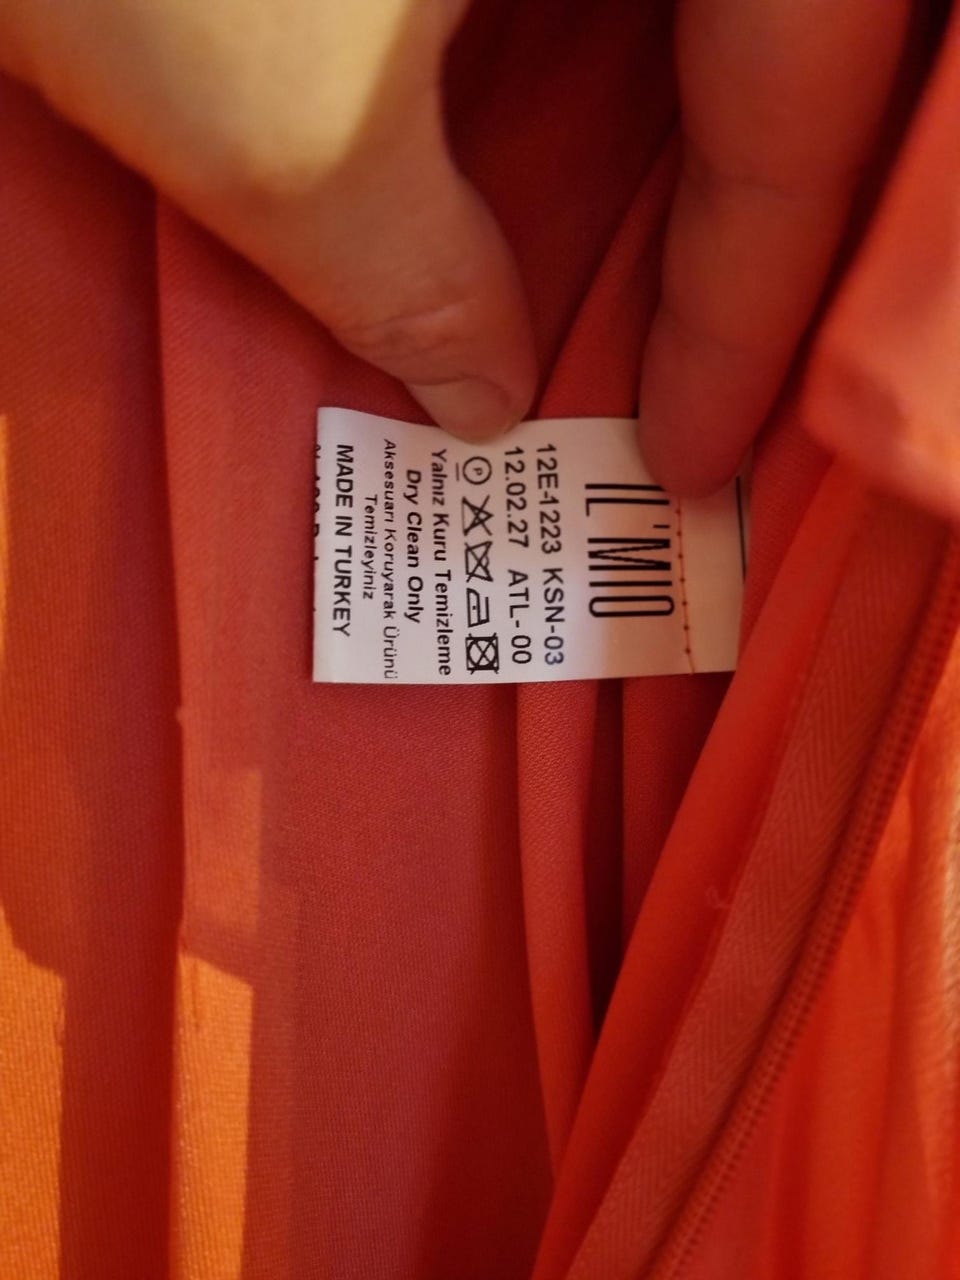 IL'MIO
12E-1223 KSN-03
12.02.27 ATL-00
P
Yalnız Kuru Temizleme
Dry Clean Only
Aksesuarı Koruyarak Ürünü
Temizleyiniz
MADE IN TURKEY